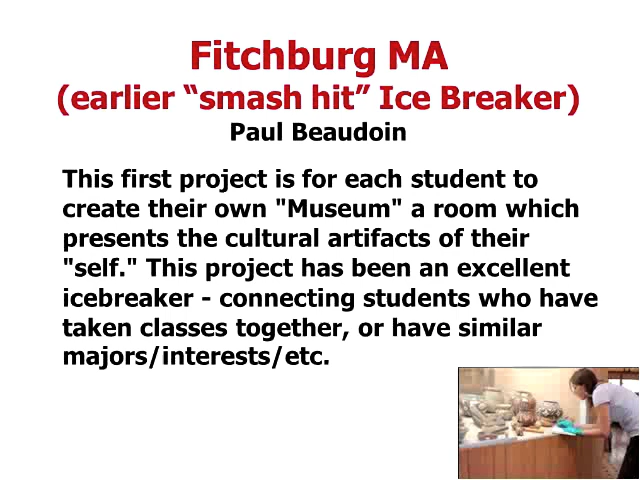 Fitchburg MA
(earlier “smash hit” Ice Breaker)
Paul Beaudoin
This first project is for each student to
create their own "Museum" a room which
presents the cultural artifacts of their
"self." This project has been an excellent
icebreaker - connecting students who have
taken classes together, or have similar
majors/interests/etc.